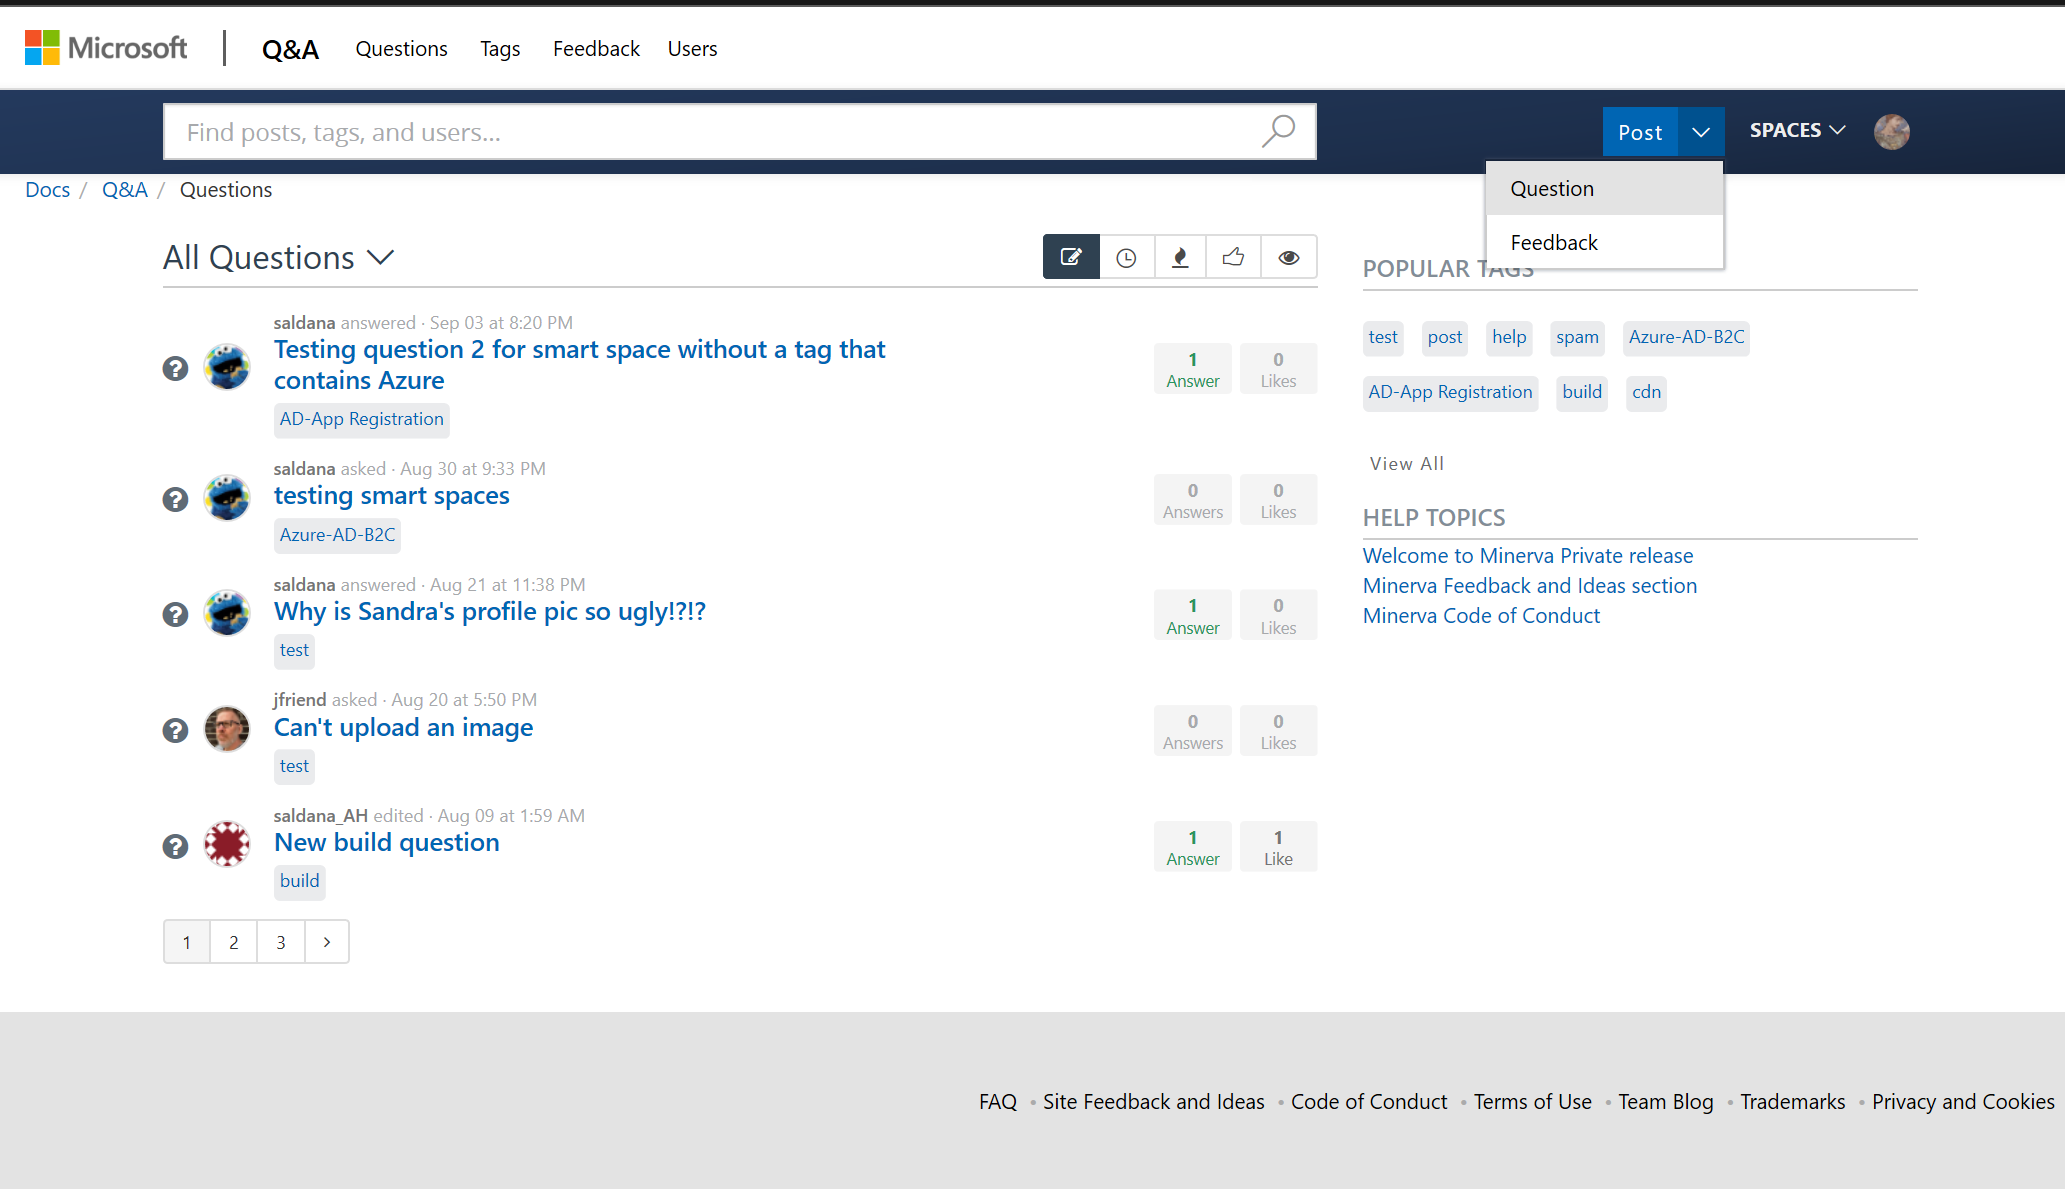 Microsoft Q&A Questions Tags Feedback Users
Find posts, tags, and users...
Post SPACES
Question
Feedback
Docs / Q&A / Questions
All Questions
saldana answered · Sep 03 at 8:20 PM
Testing question 2 for smart space without a tag that
contains Azure
AD-App Registration
1 Answer
0 Likes
saldana asked · Aug 30 at 9:33 PM
testing smart spaces
Azure-AD-B2C
0 Answers
0 Likes
saldana answered · Aug 21 at 11:38 PM
Why is Sandra's profile pic so ugly!?!?
test
1 Answer
0 Likes
jfriend asked · Aug 20 at 5:50 PM
Can't upload an image
test
0 Answers
0 Likes
saldana_AH edited · Aug 09 at 1:59 AM
New build question
build
1 Answer
1 Like
1 2 3 >
POPULAR TAGS
test post help spam Azure-AD-B2C
AD-App Registration build cdn
View All
HELP TOPICS
Welcome to Minerva Private release
Minerva Feedback and Ideas section
Minerva Code of Conduct
FAQ • Site Feedback and Ideas • Code of Conduct • Terms of Use • Team Blog • Trademarks • Privacy and Cookies